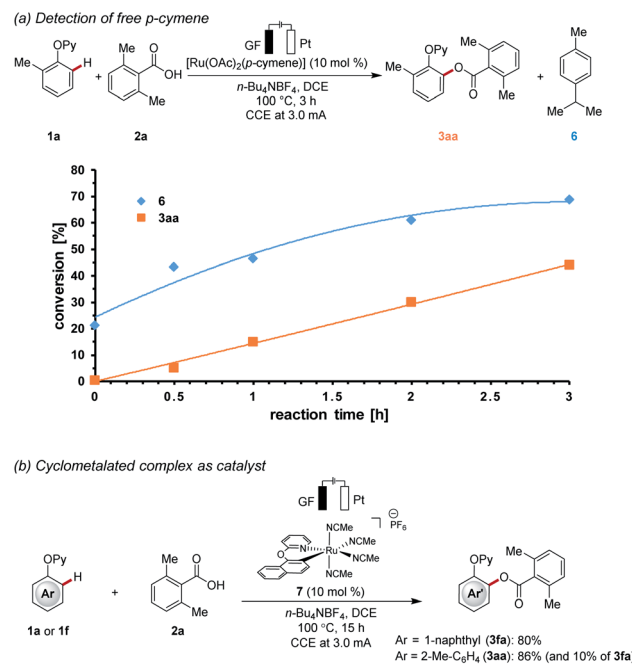 (a) Detection of free p-cymene
GF Pt
OPy
Me H
+
Me O
OH
Me
[Ru(OAc)2(p-cymene)] (10 mol %)
n-Bu4NBF4, DCE
100 °C, 3 h
CCE at 3.0 mA
OPy Me
Me O
O Me
+
Me
Me Me
1a 2a 3aa 6
80
70
60
50
40
30
20
10
0
conversion [%]
6
3aa
0 0.5 1 1.5 2 2.5 3
reaction time [h]
(b) Cyclometalated complex as catalyst
GF Pt
NCMe ⊖
PF6
O N Ru NCMe
NCMe
NCMe
7 (10 mol %)
OPy
H
Ar
+
Me O
OH
Me
n-Bu4NBF4, DCE
100 °C, 15 h
CCE at 3.0 mA
OPy Me
O
Ar'
O Me
1a or 1f 2a
Ar = 1-naphthyl (3fa): 80%
Ar = 2-Me-C6H4 (3aa): 86% (and 10% of 3fa